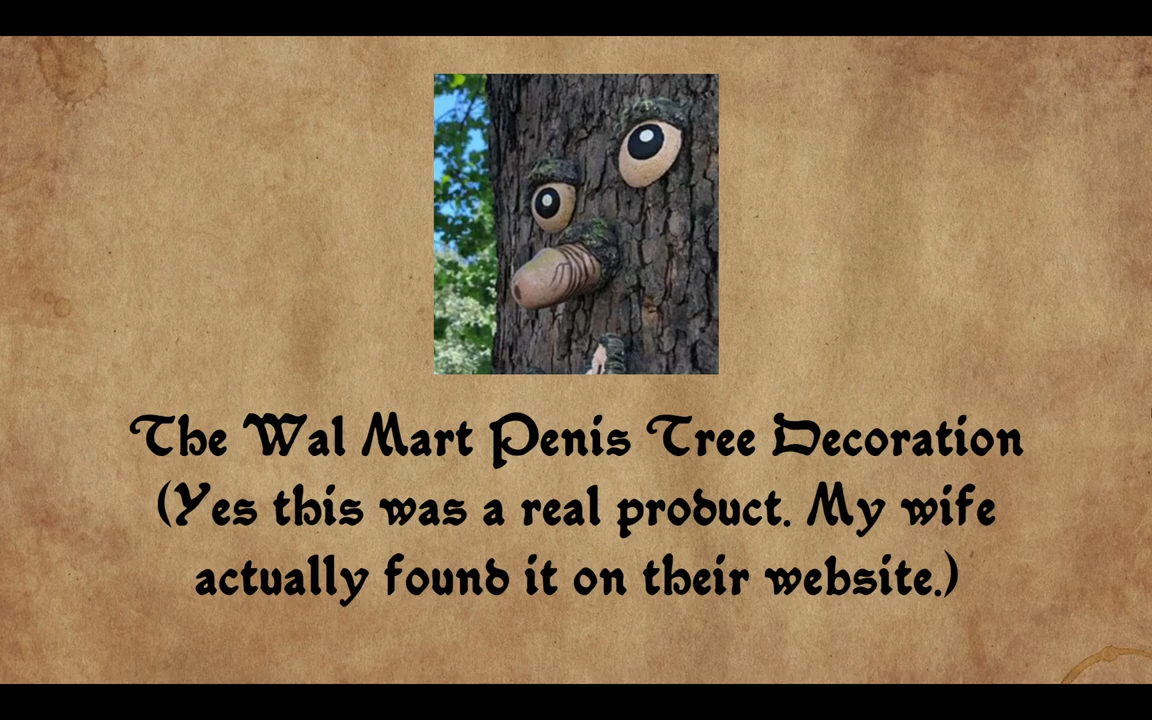 The Wal Mart Penis Tree Decoration
(Yes this was a real product. My wife
actually found it on their website.)